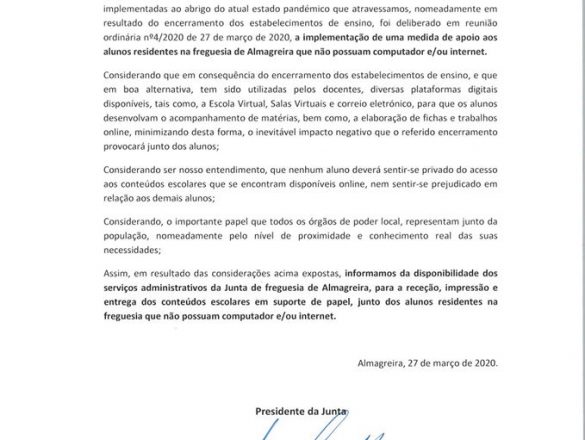 implementadas ao abrigo do atual estado pandémico que atravessamos, nomeadamente em
resultado do encerramento dos estabelecimentos de ensino, foi deliberado em reunião
ordinária nº4/2020 de 27 de março de 2020, a implementação de uma medida de apoio aos
alunos residentes na freguesia de Almagreira que não possuam computador e/ou internet.
Considerando que em consequência do encerramento dos estabelecimentos de ensino, e que
em boa alternativa, tem sido utilizadas pelos docentes, diversas plataformas digitais
disponíveis, tais como, a Escola Virtual, Salas Virtuais e correio eletrónico, para que os alunos
desenvolvam o acompanhamento de matérias, bem como, a elaboração de fichas e trabalhos
online, minimizando desta forma, o inevitável impacto negativo que o referido encerramento
provocará junto dos alunos;
Considerando ser nosso entendimento, que nenhum aluno deverá sentir-se privado do acesso
aos conteúdos escolares que se encontram disponíveis online, nem sentir-se prejudicado em
relação aos demais alunos;
Considerando, o importante papel que todos os órgãos de poder local, representam junto da
população, nomeadamente pelo nível de proximidade e conhecimento real das suas
necessidades;
Assim, em resultado das considerações acima expostas, informamos da disponibilidade dos
serviços administrativos da Junta de freguesia de Almagreira, para a receção, impressão e
entrega dos conteúdos escolares em suporte de papel, junto dos alunos residentes na
freguesia que não possuam computador e/ou internet.
Almagreira, 27 de março de 2020.
Presidente da Junta